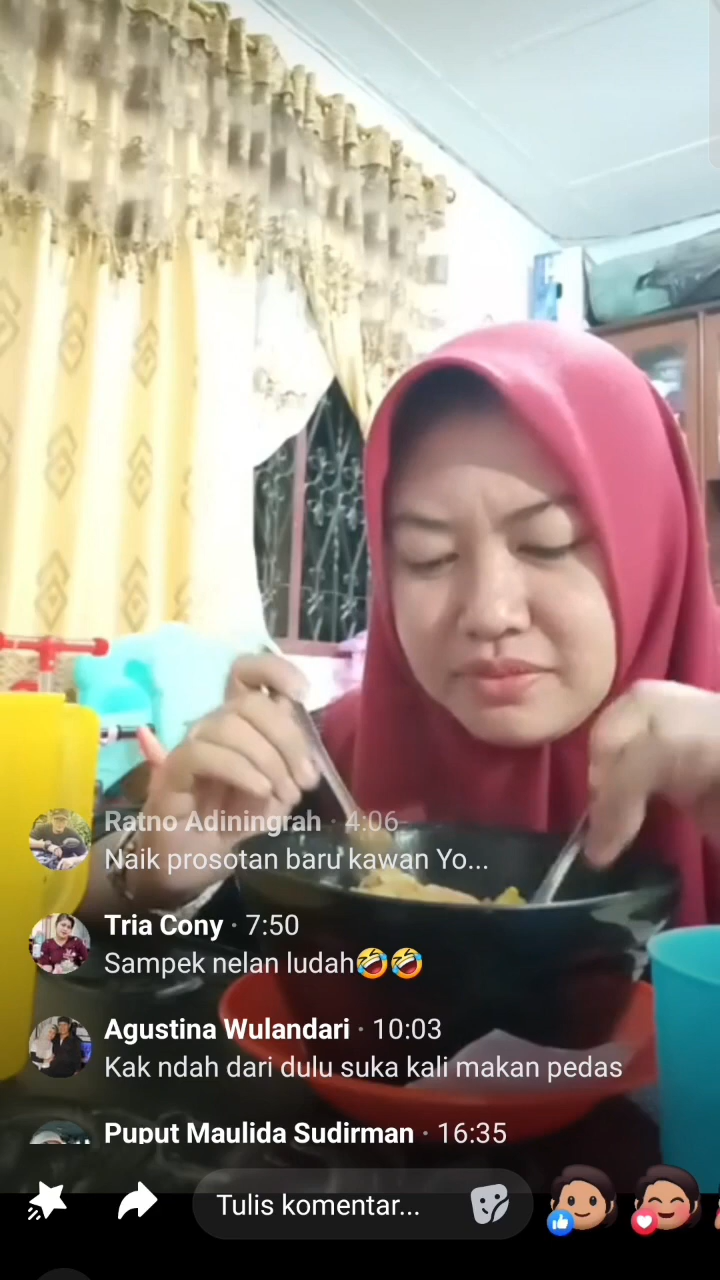 Ratno Adiningrah · 4:06
Naik prosotan baru kawan Yo...
Tria Cony · 7:50
Sampek nelan ludah🤣🤣
Agustina Wulandari · 10:03
Kak ndah dari dulu suka kali makan pedas
Puput Maulida Sudirman · 16:35
Tulis komentar...